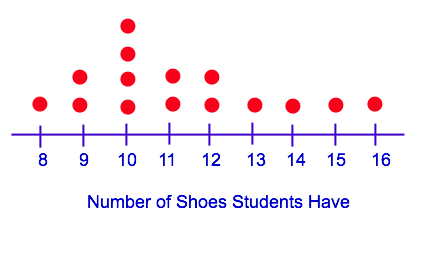 8 9 10 11 12 13 14 15 16
Number of Shoes Students Have